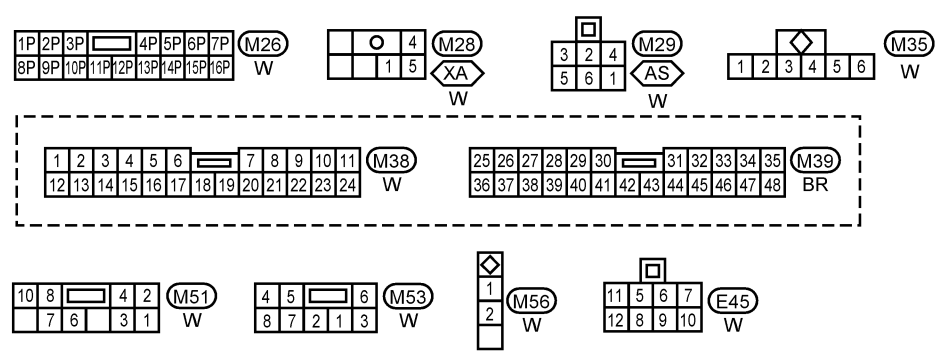 1P 2P 3P 4P 5P 6P 7P M26
8P 9P 10P 11P 12P 13P 14P 15P 16P
W
4 M28
1 5 XA
W
3 2 4 M29
5 6 1 AS
W
1 2 3 4 5 6 M35
W
1 2 3 4 5 6 7 8 9 10 11 M38
12 13 14 15 16 17 18 19 20 21 22 23 24 W
25 26 27 28 29 30 31 32 33 34 35 M39
36 37 38 39 40 41 42 43 44 45 46 47 48 BR
10 8 4 2 M51
7 6 3 1 W
4 5 6 M53
8 7 2 1 3 W
1 M56
2 W
11 5 6 7 E45
12 8 9 10 W